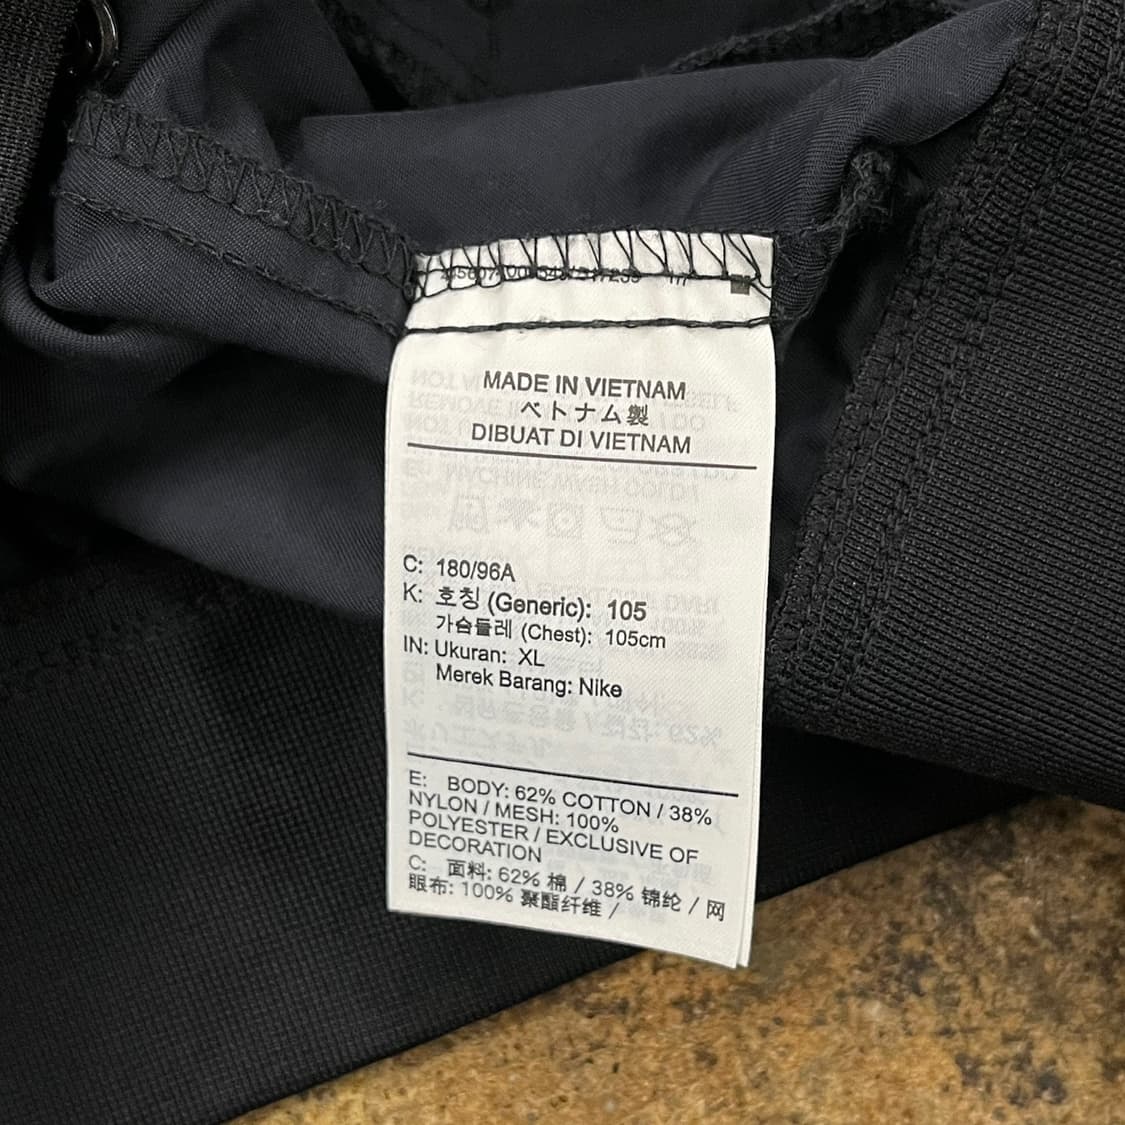 MADE IN VIETNAM
ベトナム製
DIBUAT DI VIETNAM
C: 180/96A
K: 호칭 (Generic): 105
가슴둘레 (Chest): 105cm
IN: Ukuran: XL
Merek Barang: Nike
E: BODY: 62% COTTON / 38%
NYLON / MESH: 100%
POLYESTER / EXCLUSIVE OF
DECORATION
C: 面料: 62% 棉 / 38% 锦纶 / 网
眼布: 100% 聚酯纤维 /